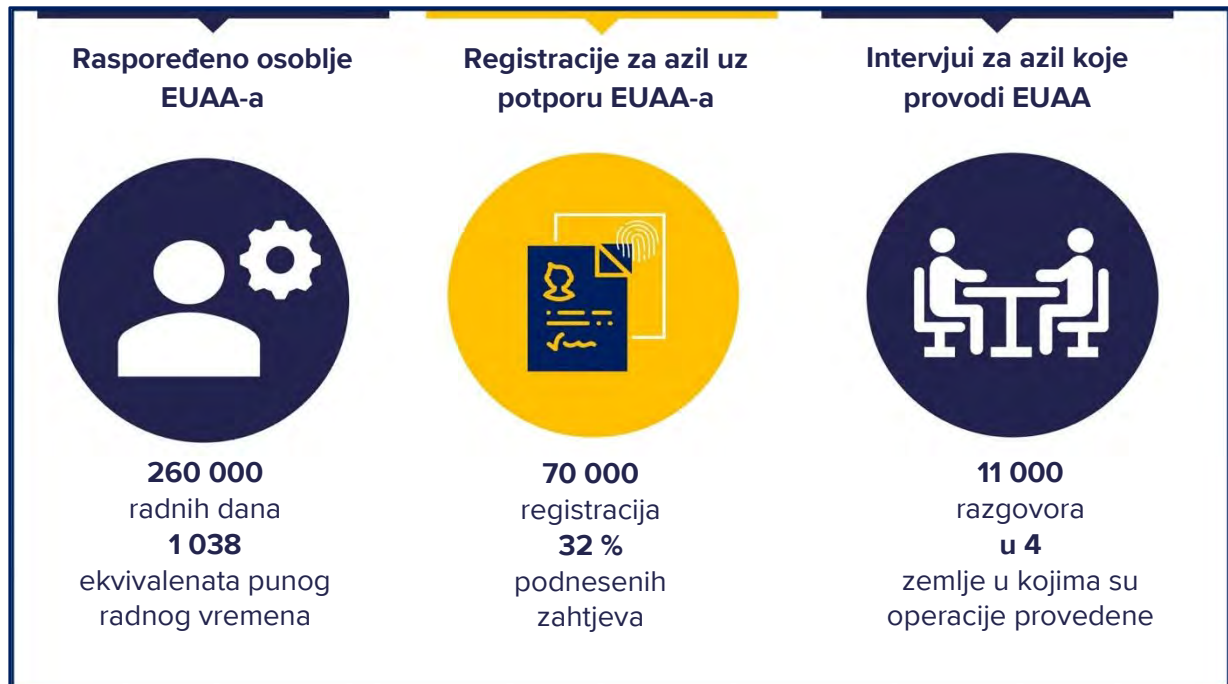 Raspoređeno osoblje
EUAA-a
260 000
radnih dana
1 038
ekvivalenata punog
radnog vremena
Registracije za azil uz
potporu EUAA-a
70 000
registracija
32 %
podnesenih
zahtjeva
Intervjui za azil koje
provodi EUAA
11 000
razgovora
u 4
zemlje u kojima su
operacije provedene